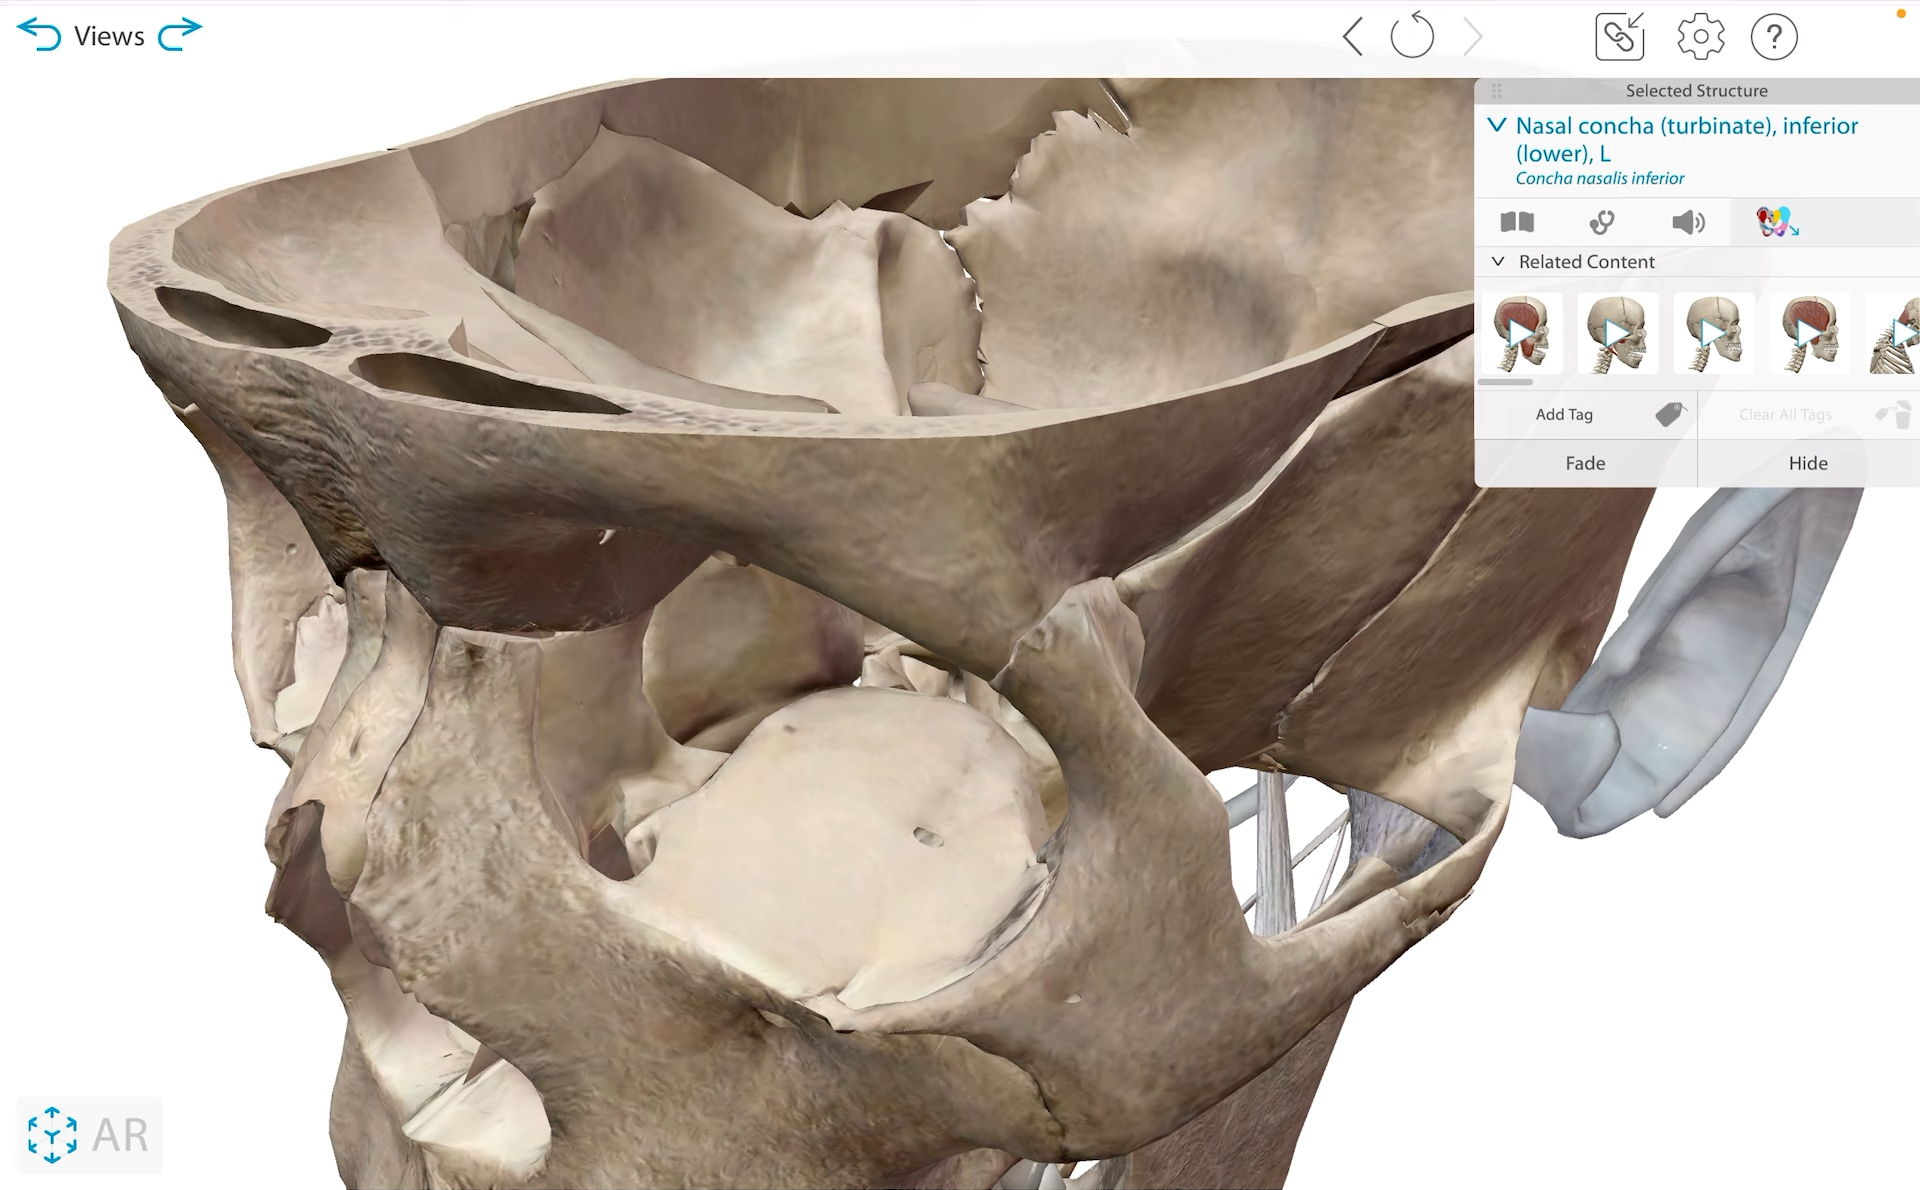 Views
?
Selected Structure
Nasal concha (turbinate), inferior
(lower), L
Concha nasalis inferior
Related Content
Add Tag
Clear All Tags
Fade
Hide
AR